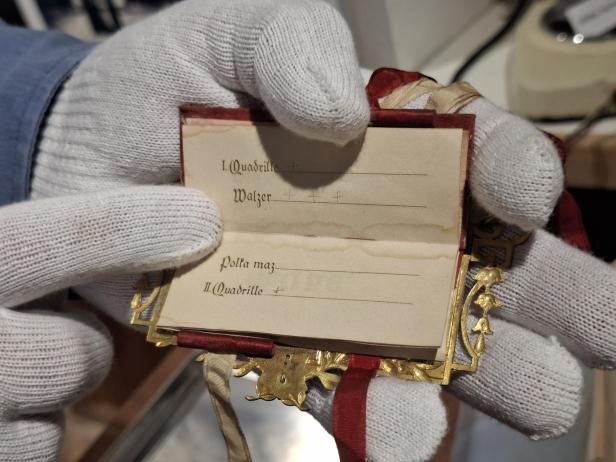 I. Quadrille +
Walzer + + +
Polka maz
II. Quadrille +